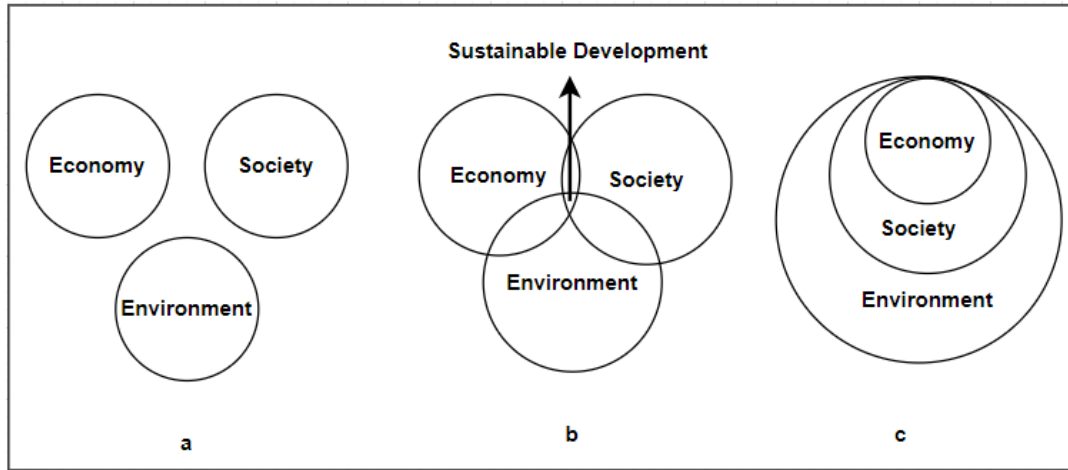 Sustainable Development
Economy
Society
Environment
Economy
Society
Environment
Economy
Society
Environment
a
b
c